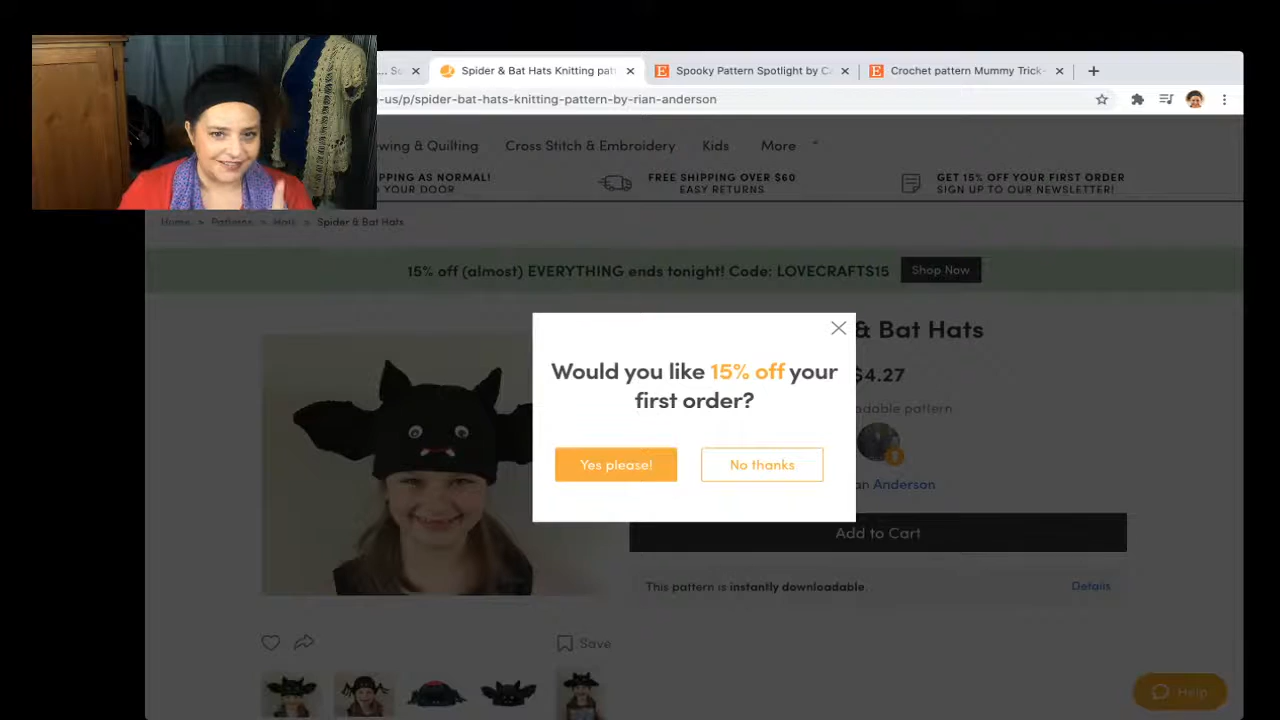 Spider & Bat Hats Knitting pat
Spooky Pattern Spotlight by C
Crochet pattern Mummy Trick-
-us/p/spider-bat-hats-knitting-pattern-by-rian-anderson
ewing & Quilting
Cross Stitch & Embroidery
Kids
More
PPING AS NORMAL!
YOUR DOOR
FREE SHIPPING OVER $60
EASY RETURNS
GET 15% OFF YOUR FIRST ORDER
SIGN UP TO OUR NEWSLETTER!
Home > Patterns > Hats > Spider & Bat Hats
15% off (almost) EVERYTHING ends tonight! Code: LOVECRAFTS15
Shop Now
& Bat Hats
$4.27
adable pattern
an Anderson
Would you like 15% off your
first order?
Yes please!
No thanks
Add to Cart
This pattern is instantly downloadable.
Details
Save
Help